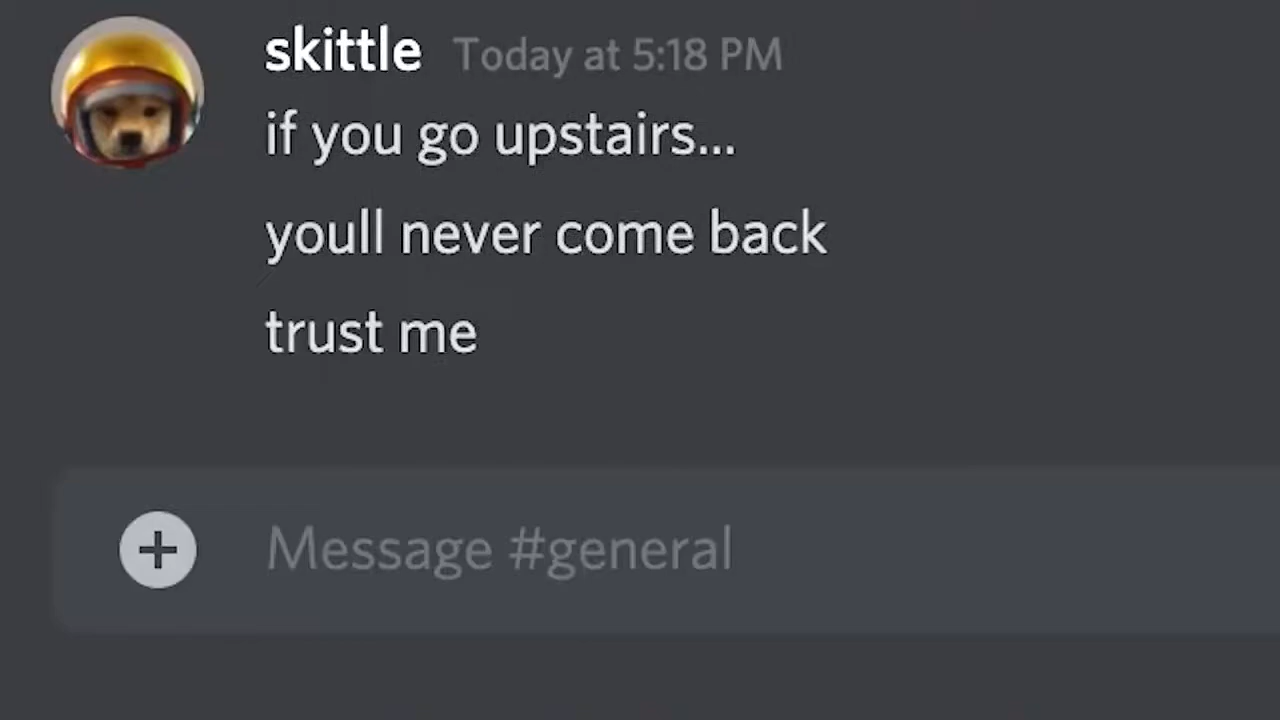 skittle Today at 5:18 PM
if you go upstairs...
youll never come back
trust me
Message #general